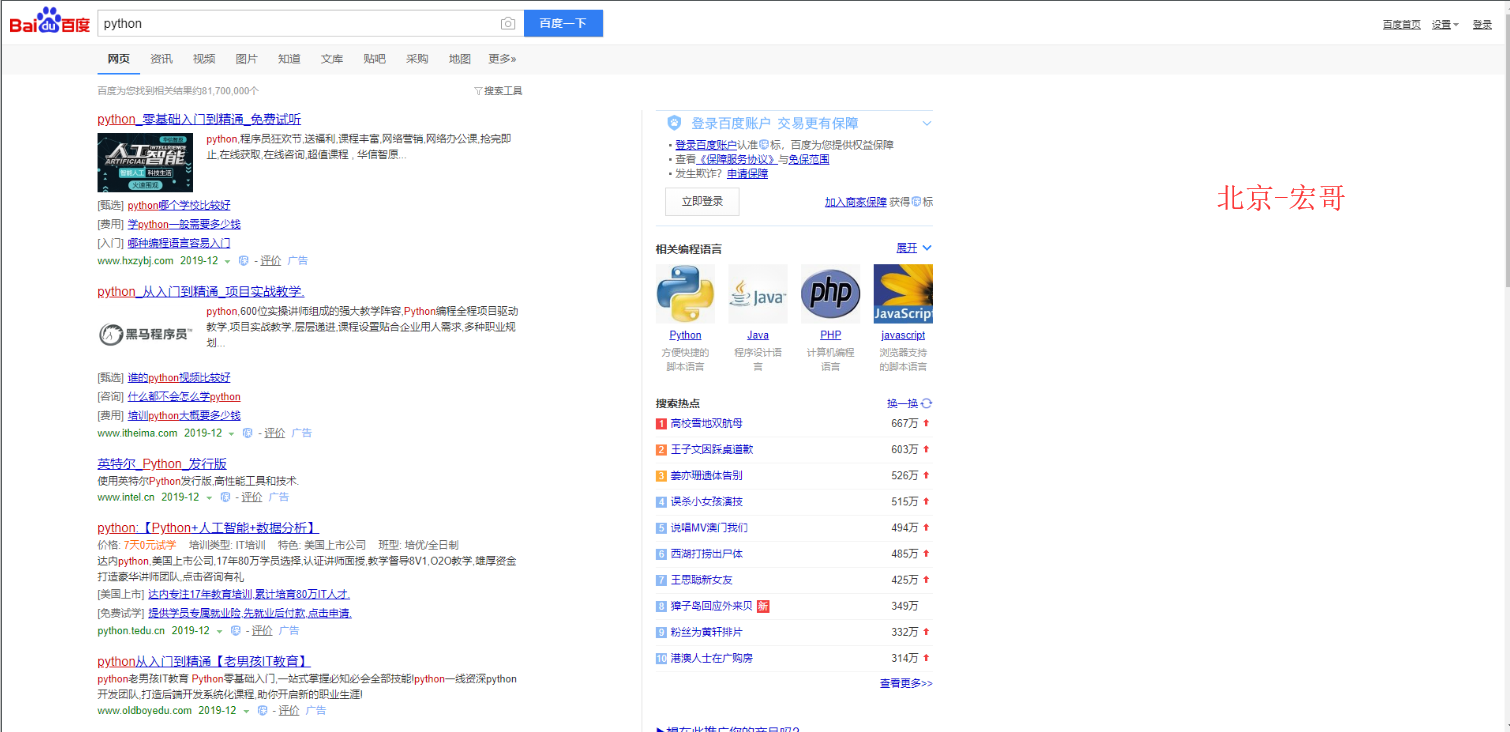 Bai du 百度
python
百度一下
百度首页 设置 登录
网页 资讯 视频 图片 知道 文库 贴吧 采购 地图 更多»
百度为您找到相关结果约81,700,000个
搜索工具
python_零基础入门到精通_免费试听
人工智能
ARTIFICIAL INTELLIGENCE
智能人工 科技生活
火速围观
python,程序员狂欢节,送福利,课程丰富,网络营销,网络办公课,抢完即
止,在线获取,在线咨询,超值课程 , 华信智原...
[甄选] python哪个学校比较好
[费用] 学python一般需要多少钱
[入门] 哪种编程语言容易入门
www.hxzybj.com 2019-12 - 评价 广告
python_从入门到精通_项目实战教学.
黑马程序员™
python,600位实操讲师组成的强大教学阵容,Python编程全程项目驱动
教学,项目实战教学,层层递进,课程设置贴合企业用人需求,多种职业规
划...
[甄选] 谁的python视频比较好
[咨询] 什么都不会怎么学python
[费用] 培训python大概要多少钱
www.itheima.com 2019-12 - 评价 广告
英特尔_Python_发行版
使用英特尔Python发行版,高性能工具和技术.
www.intel.cn 2019-12 - 评价 广告
python:【Python+人工智能+数据分析】
价格: 7天0元试学 培训类型: IT培训 特色: 美国上市公司 班型: 培优/全日制
达内python,美国上市公司,17年80万学员选择,认证讲师面授,教学督导8V1,O2O教学,雄厚资金
打造豪华讲师团队,点击咨询有礼
[美国上市] 达内专注17年教育培训,累计培育80万IT人才.
[免费试学] 提供学员专属就业险,先就业后付款,点击申请.
python.tedu.cn 2019-12 - 评价 广告
python从入门到精通【老男孩IT教育】
python老男孩IT教育 Python零基础入门,一站式掌握必知必会全部技能!python一线资深python
开发团队,打造后端开发系统化课程,助你开启新的职业生涯!
www.oldboyedu.com 2019-12 - 评价 广告
登录百度账户 交易更有保障
• 登录百度账户认准标，百度为您提供权益保障
• 查看《保障服务协议》与免保范围
• 发生欺诈？申请保障
立即登录
加入商家保障 获得标
相关编程语言
展开
Java
php
JavaScript
Python Java PHP javascript
方便快捷的 程序设计语 计算机编程 浏览器支持
脚本语言 言 语言 的脚本语言
搜索热点
换一换
1 高校雪地双航母 667万
2 王子文因踩桌道歉 603万
3 姜亦珊遗体告别 526万
4 误杀小女孩演技 515万
5 说唱MV澳门我们 494万
6 西湖打捞出尸体 485万
7 王思聪新女友 425万
8 獐子岛回应外来贝 新 349万
9 粉丝为黄轩排片 332万
10 港澳人士在广购房 314万
查看更多>>
想在此推广您的产品吗?
北京-宏哥